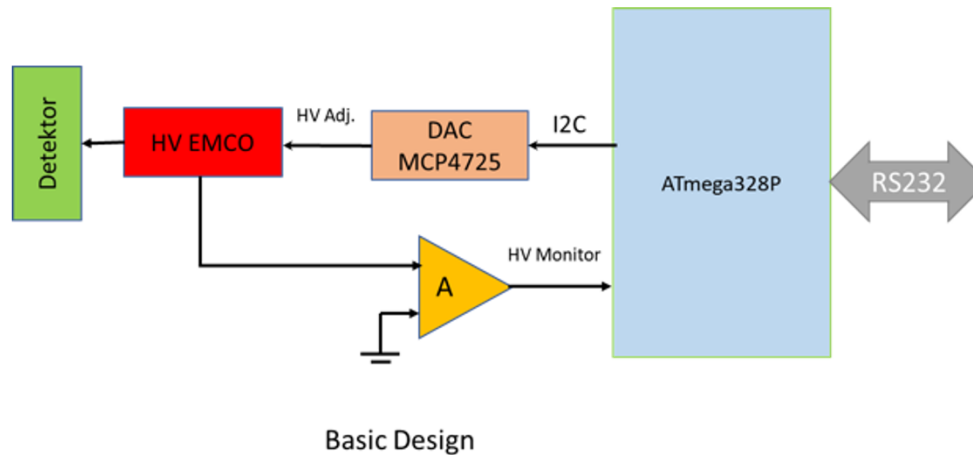 Detektor
HV EMCO
HV Adj.
DAC
MCP4725
I2C
ATmega328P
RS232
A
HV Monitor
Basic Design